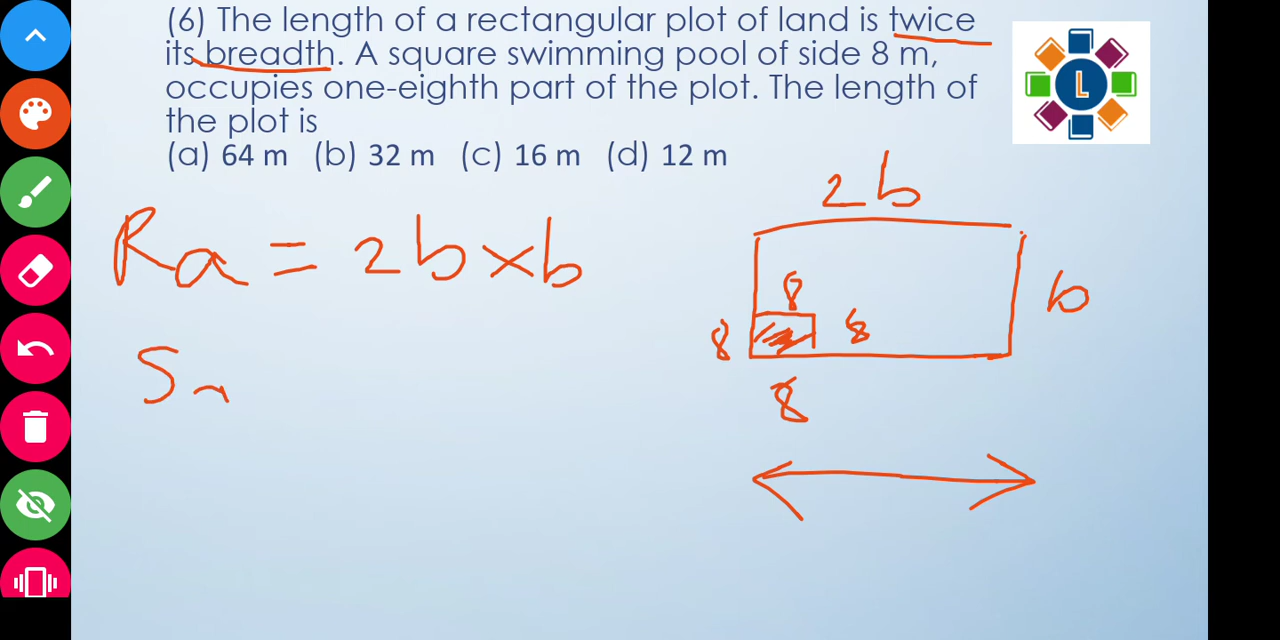 (6) The length of a rectangular plot of land is twice
its breadth. A square swimming pool of side 8 m,
occupies one-eighth part of the plot. The length of
the plot is
(a) 64 m (b) 32 m (c) 16 m (d) 12 m
L
2b
Ra = 2b×b
b
8
8
8
8
S